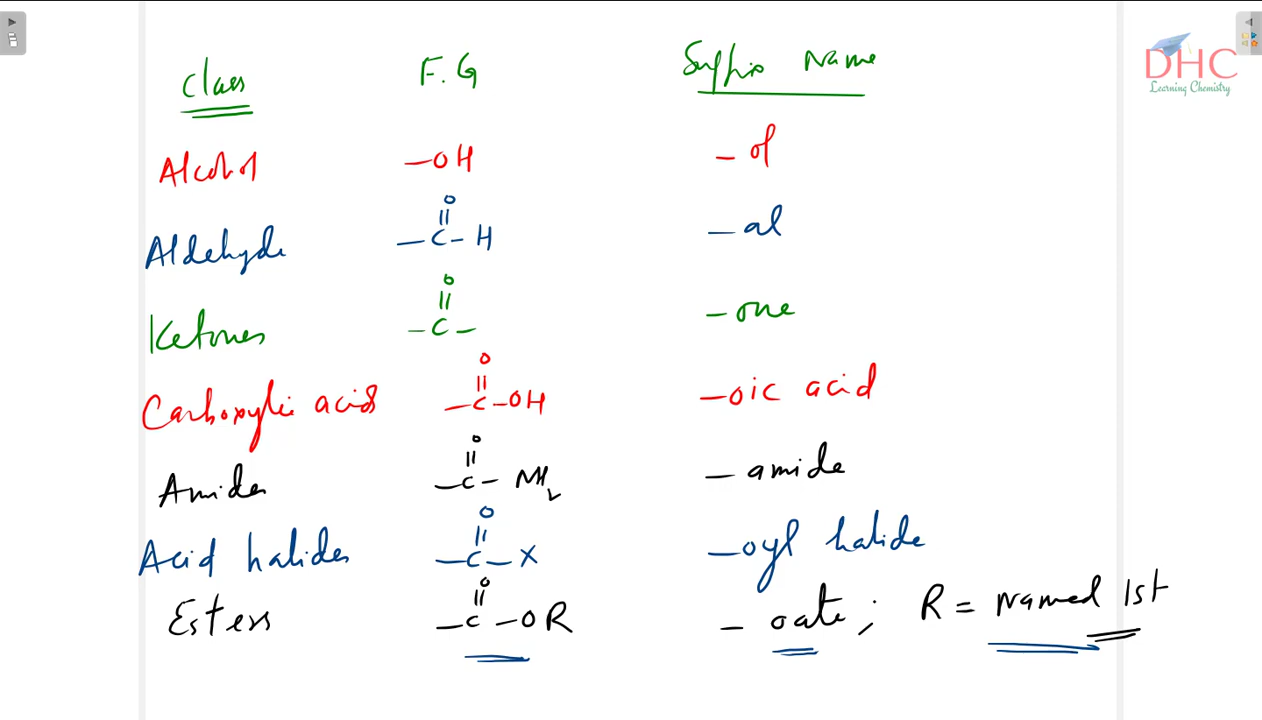 Class F.G Suffix Name
DHC
Learning Chemistry
Alcohol -OH - ol
O
||
Aldehyde -C-H - al
O
||
Ketones -C- - one
O
||
Carboxylic acids -C-OH - oic acid
O
||
Amides -C-NH2 - amide
O
||
Acid halides -C-X - oyl halide
O
||
Esters -C-OR - oate; R = Named 1st